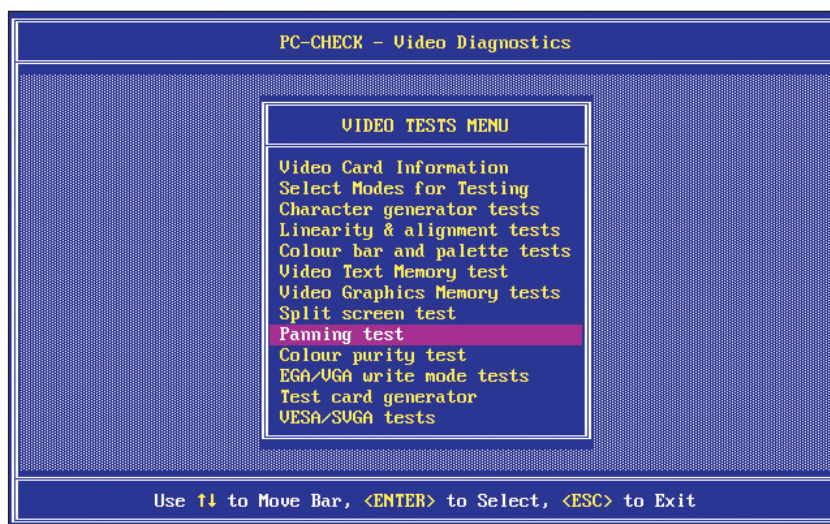 PC-CHECK - Video Diagnostics
VIDEO TESTS MENU
Video Card Information
Select Modes for Testing
Character generator tests
Linearity & alignment tests
Colour bar and palette tests
Video Text Memory test
Video Graphics Memory tests
Split screen test
Panning test
Colour purity test
EGA/VGA write mode tests
Test card generator
VESA/SVGA tests
Use ↑↓ to Move Bar, <ENTER> to Select, <ESC> to Exit